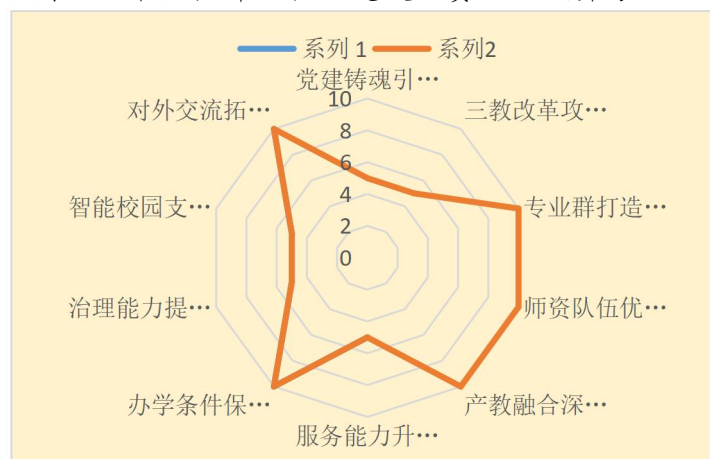 系列 1 系列2
党建铸魂引…
对外交流拓… 三教改革攻…
智能校园支… 专业群打造…
治理能力提… 师资队伍优…
办学条件保… 产教融合深…
服务能力升…
10
8
6
4
2
0